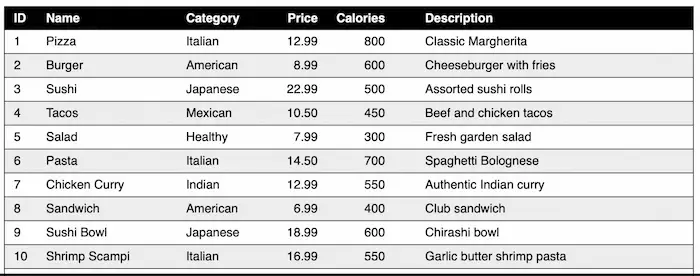 ID Name Category Price Calories Description
1 Pizza Italian 12.99 800 Classic Margherita
2 Burger American 8.99 600 Cheeseburger with fries
3 Sushi Japanese 22.99 500 Assorted sushi rolls
4 Tacos Mexican 10.50 450 Beef and chicken tacos
5 Salad Healthy 7.99 300 Fresh garden salad
6 Pasta Italian 14.50 700 Spaghetti Bolognese
7 Chicken Curry Indian 12.99 550 Authentic Indian curry
8 Sandwich American 6.99 400 Club sandwich
9 Sushi Bowl Japanese 18.99 600 Chirashi bowl
10 Shrimp Scampi Italian 16.99 550 Garlic butter shrimp pasta